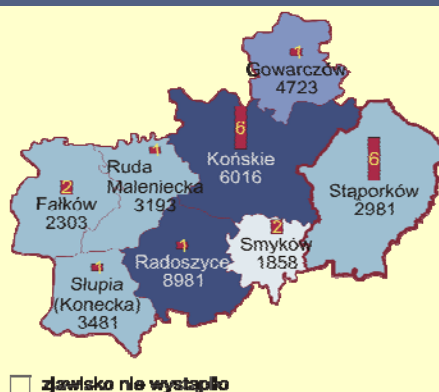 1
Gowarczów
4723
6
Końskie
6016
1
Ruda
Maleniecka
3193
6
Stąporków
2981
2
Fałków
2303
2
Smyków
1858
1
Radoszyce
8981
1
Słupia
(Konecka)
3481
zjawisko nie wystąpiło